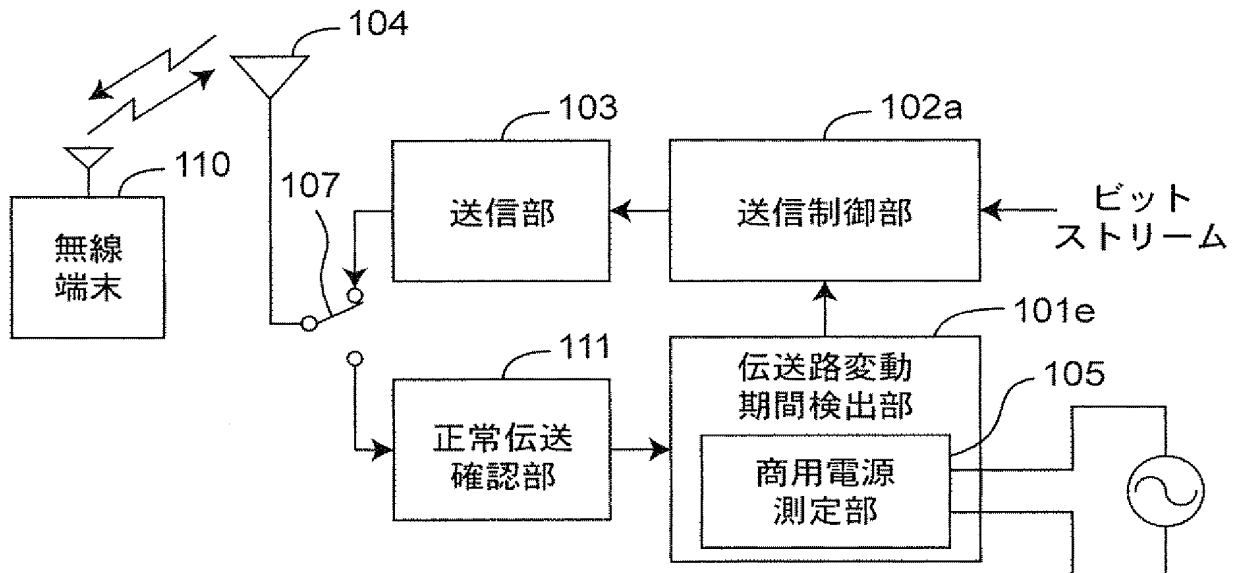 104
103
102a
110
107
送信部
送信制御部
ビット
ストリーム
無線
端末
101e
111
伝送路変動
期間検出部
105
正常伝送
確認部
商用電源
測定部